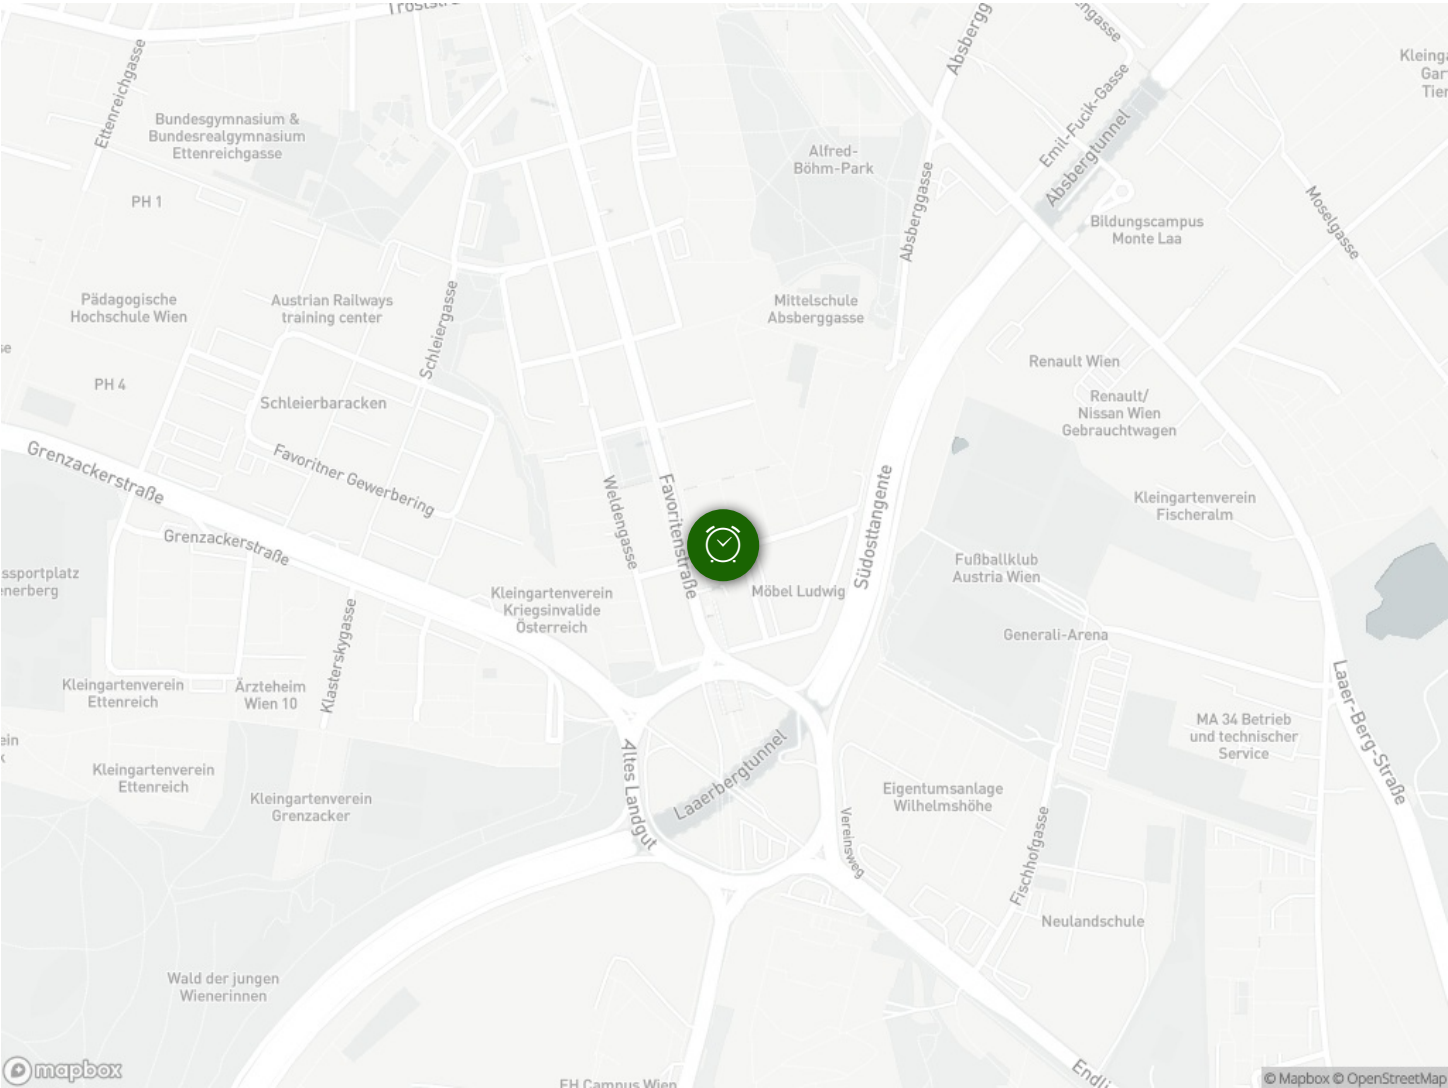 Absbergg
Ettenreichgasse
Bundesgymnasium &
Bundesrealgymnasium
Ettenreichgasse
Alfred-
Böhm-Park
Emil-Fucik-Gasse
Absbergtunnel
PH 1
Absberggasse
Bildungscampus
Monte Laa
Moselgasse
Pädagogische
Hochschule Wien
Austrian Railways
training center
Schleiergasse
Mittelschule
Absberggasse
Renault Wien
PH 4
Schleierbaracken
Renault/
Nissan Wien
Gebrauchtwagen
Grenzackerstraße
Favoritner Gewerbering
Weldengasse
Favoritenstraße
Südosttangente
Kleingartenverein
Fischeralm
Grenzackerstraße
Fußballklub
Austria Wien
ssportplatz
enerberg
Kleingartenverein
Kriegsinvalide
Österreich
Möbel Ludwig
Generali-Arena
Klasterskygasse
Kleingartenverein
Ettenreich
Ärzteheim
Wien 10
Laaer-Berg-Straße
MA 34 Betrieb
und technischer
Service
Altes Landgut
Laaerbergtunnel
Kleingartenverein
Ettenreich
Kleingartenverein
Grenzacker
Eigentumsanlage
Wilhelmshöhe
Vereinsweg
Fischhofgasse
Neulandschule
Wald der jungen
Wienerinnen
Endli
FH Campus Wien
mapbox
© Mapbox © OpenStreetMap